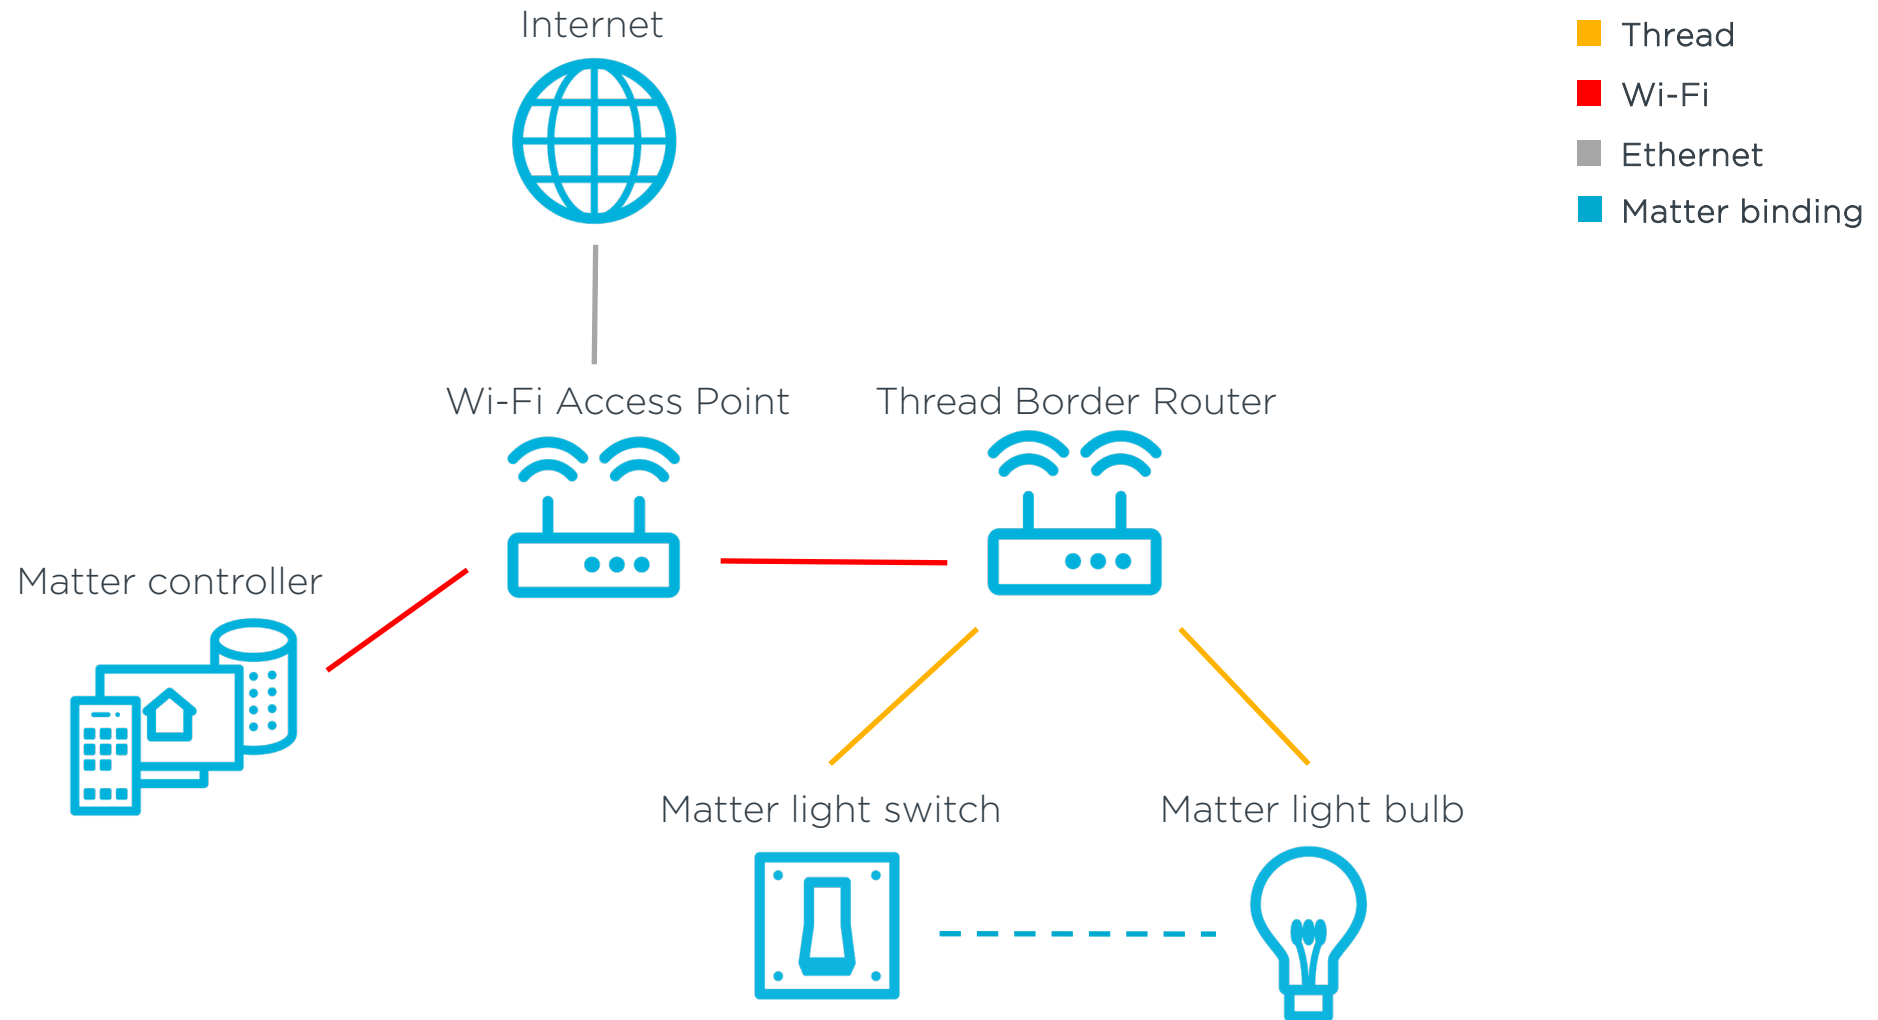 Internet
Thread
Wi-Fi
Ethernet
Matter binding
Wi-Fi Access Point
Thread Border Router
Matter controller
Matter light switch
Matter light bulb